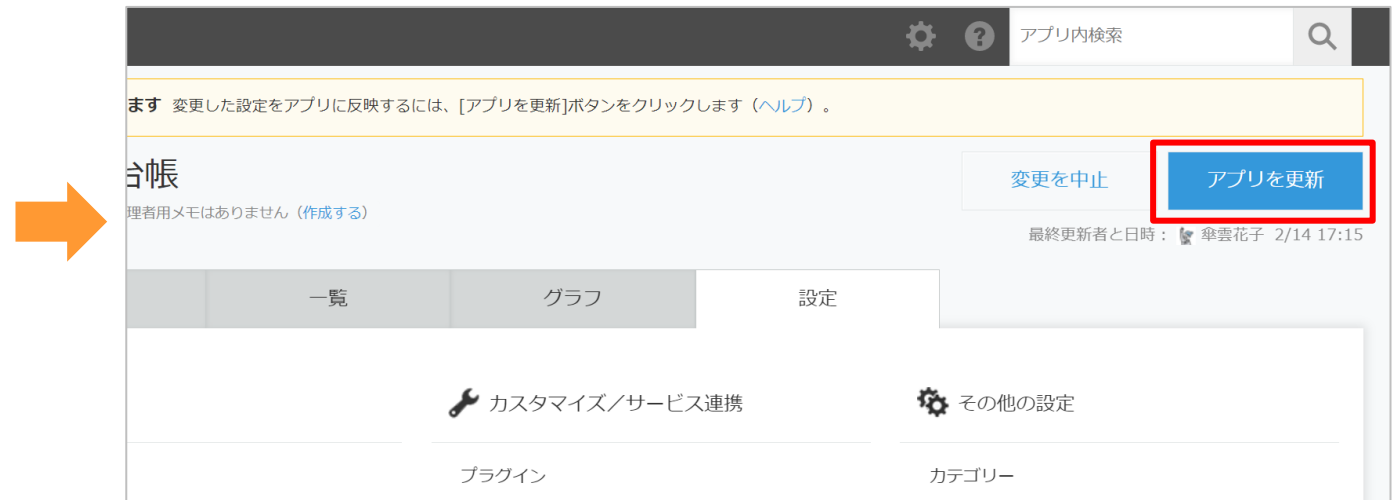 アプリ内検索
ます 変更した設定をアプリに反映するには、[アプリを更新]ボタンをクリックします（ヘルプ）。
台帳
変更を中止
アプリを更新
理者用メモはありません（作成する）
最終更新者と日時： 傘雲花子 2/14 17:15
一覧
グラフ
設定
カスタマイズ／サービス連携
その他の設定
プラグイン
カテゴリー